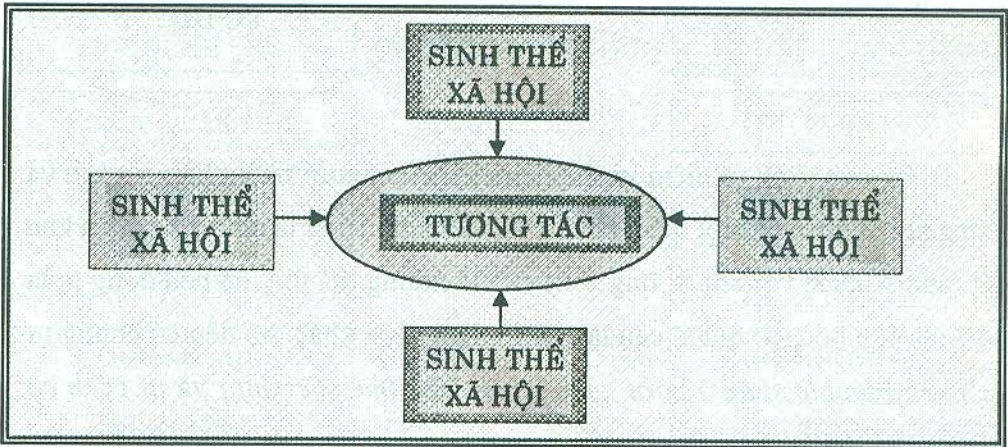 SINH THỂ
XÃ HỘI
SINH THỂ
XÃ HỘI
TƯƠNG TÁC
SINH THỂ
XÃ HỘI
SINH THỂ
XÃ HỘI